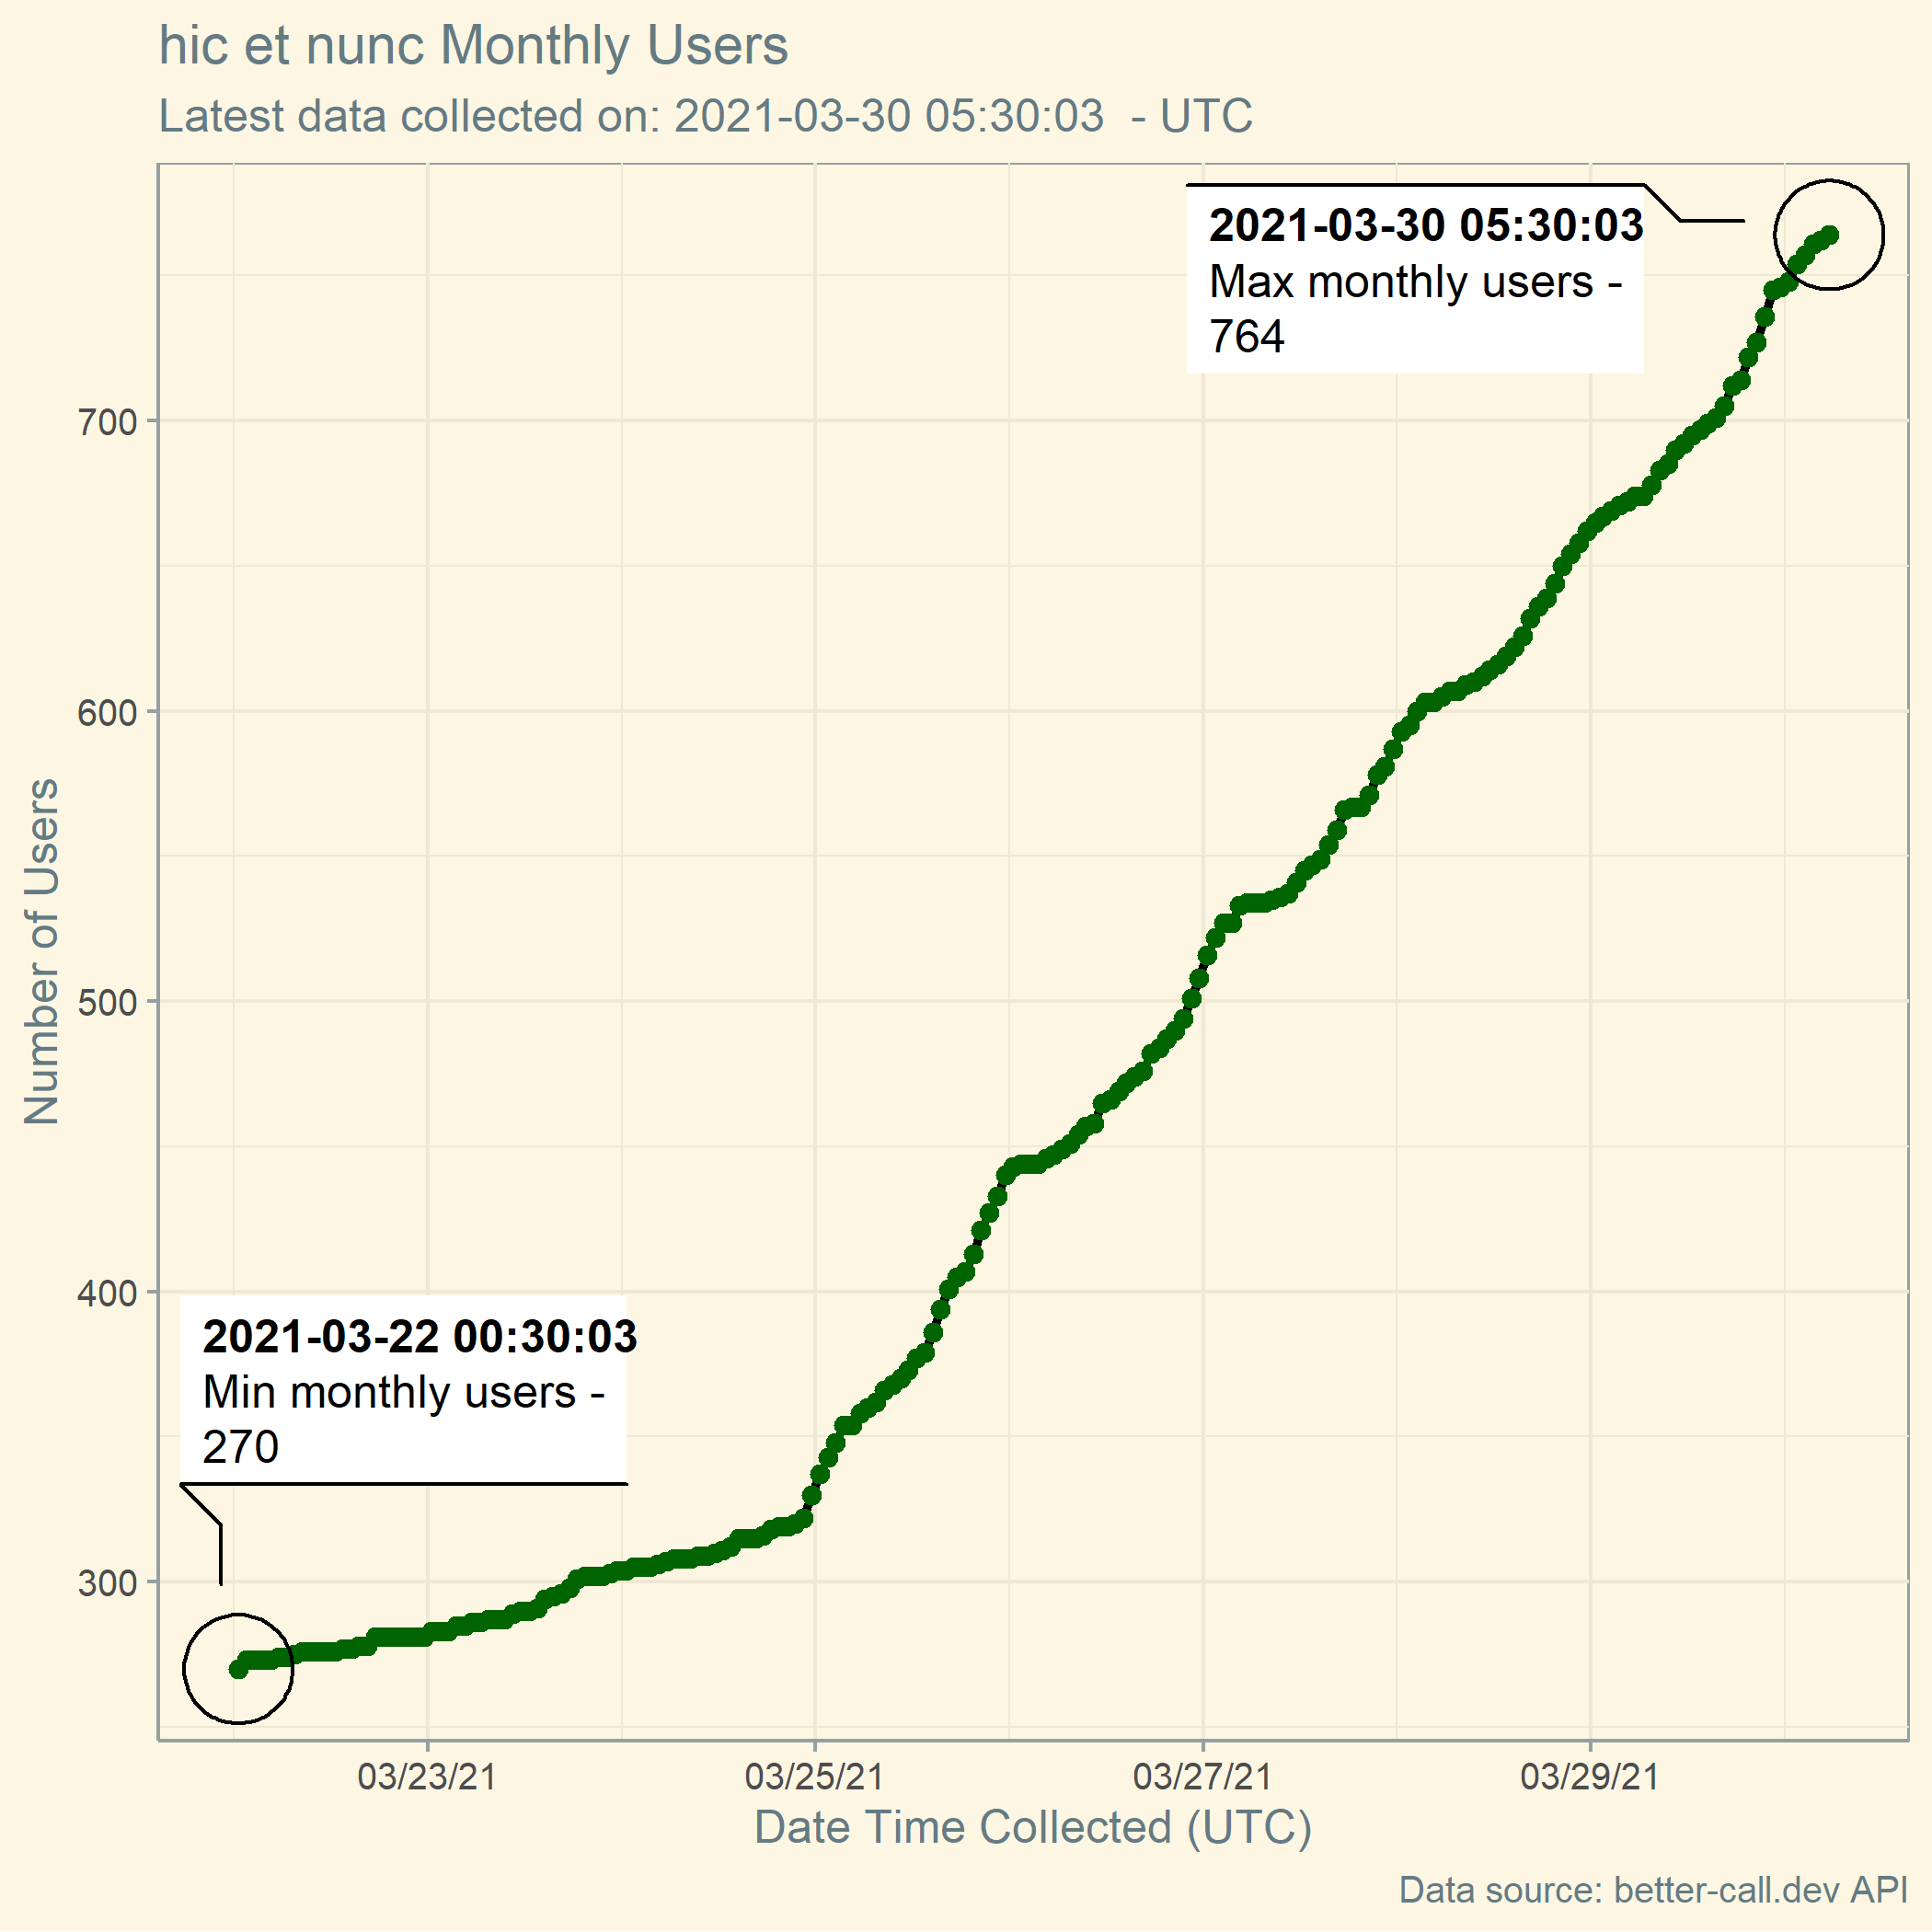 hic et nunc Monthly Users
Latest data collected on: 2021-03-30 05:30:03  - UTC
2021-03-30 05:30:03
Max monthly users -
764
700
600
500
400
300
Number of Users
2021-03-22 00:30:03
Min monthly users -
270
03/23/21
03/25/21
03/27/21
03/29/21
Date Time Collected (UTC)
Data source: better-call.dev API